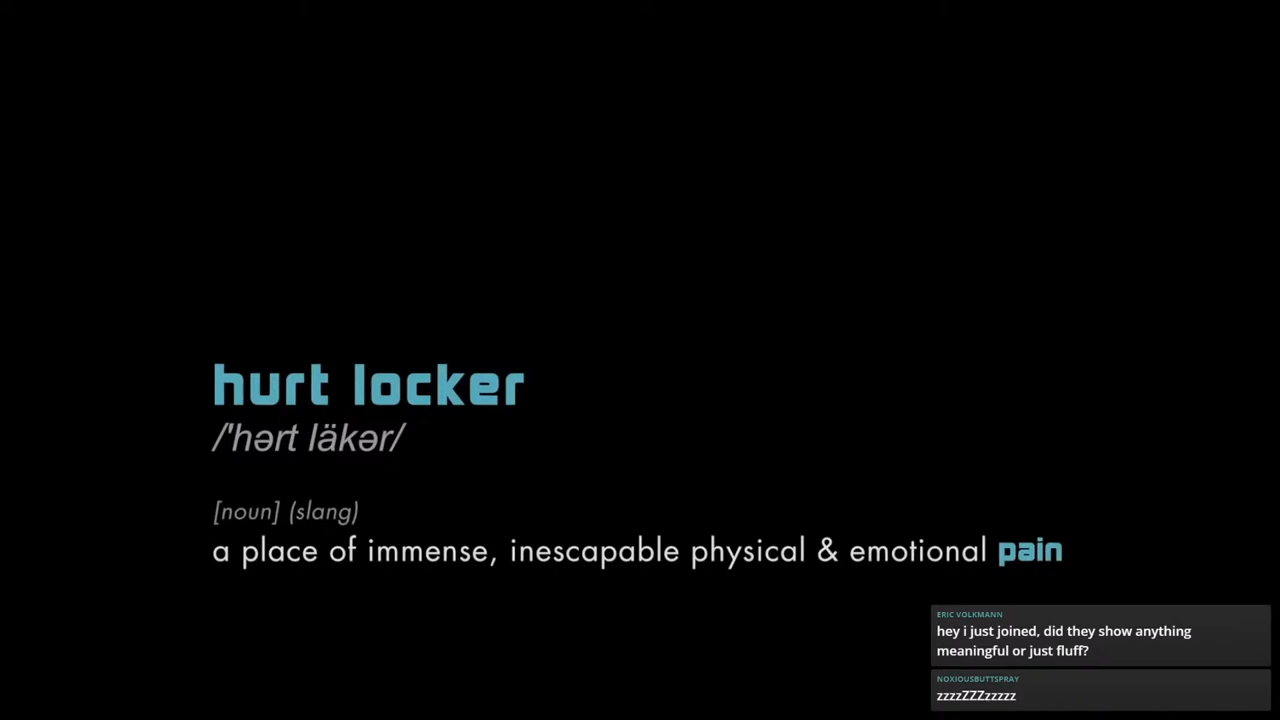 hurt locker
/'hərt läkər/
[noun] (slang)
a place of immense, inescapable physical & emotional pain
ERIC VOLKMANN
hey i just joined, did they show anything
meaningful or just fluff?
NOXIOUSBUTTSPRAY
zzzzZZZzzzzz